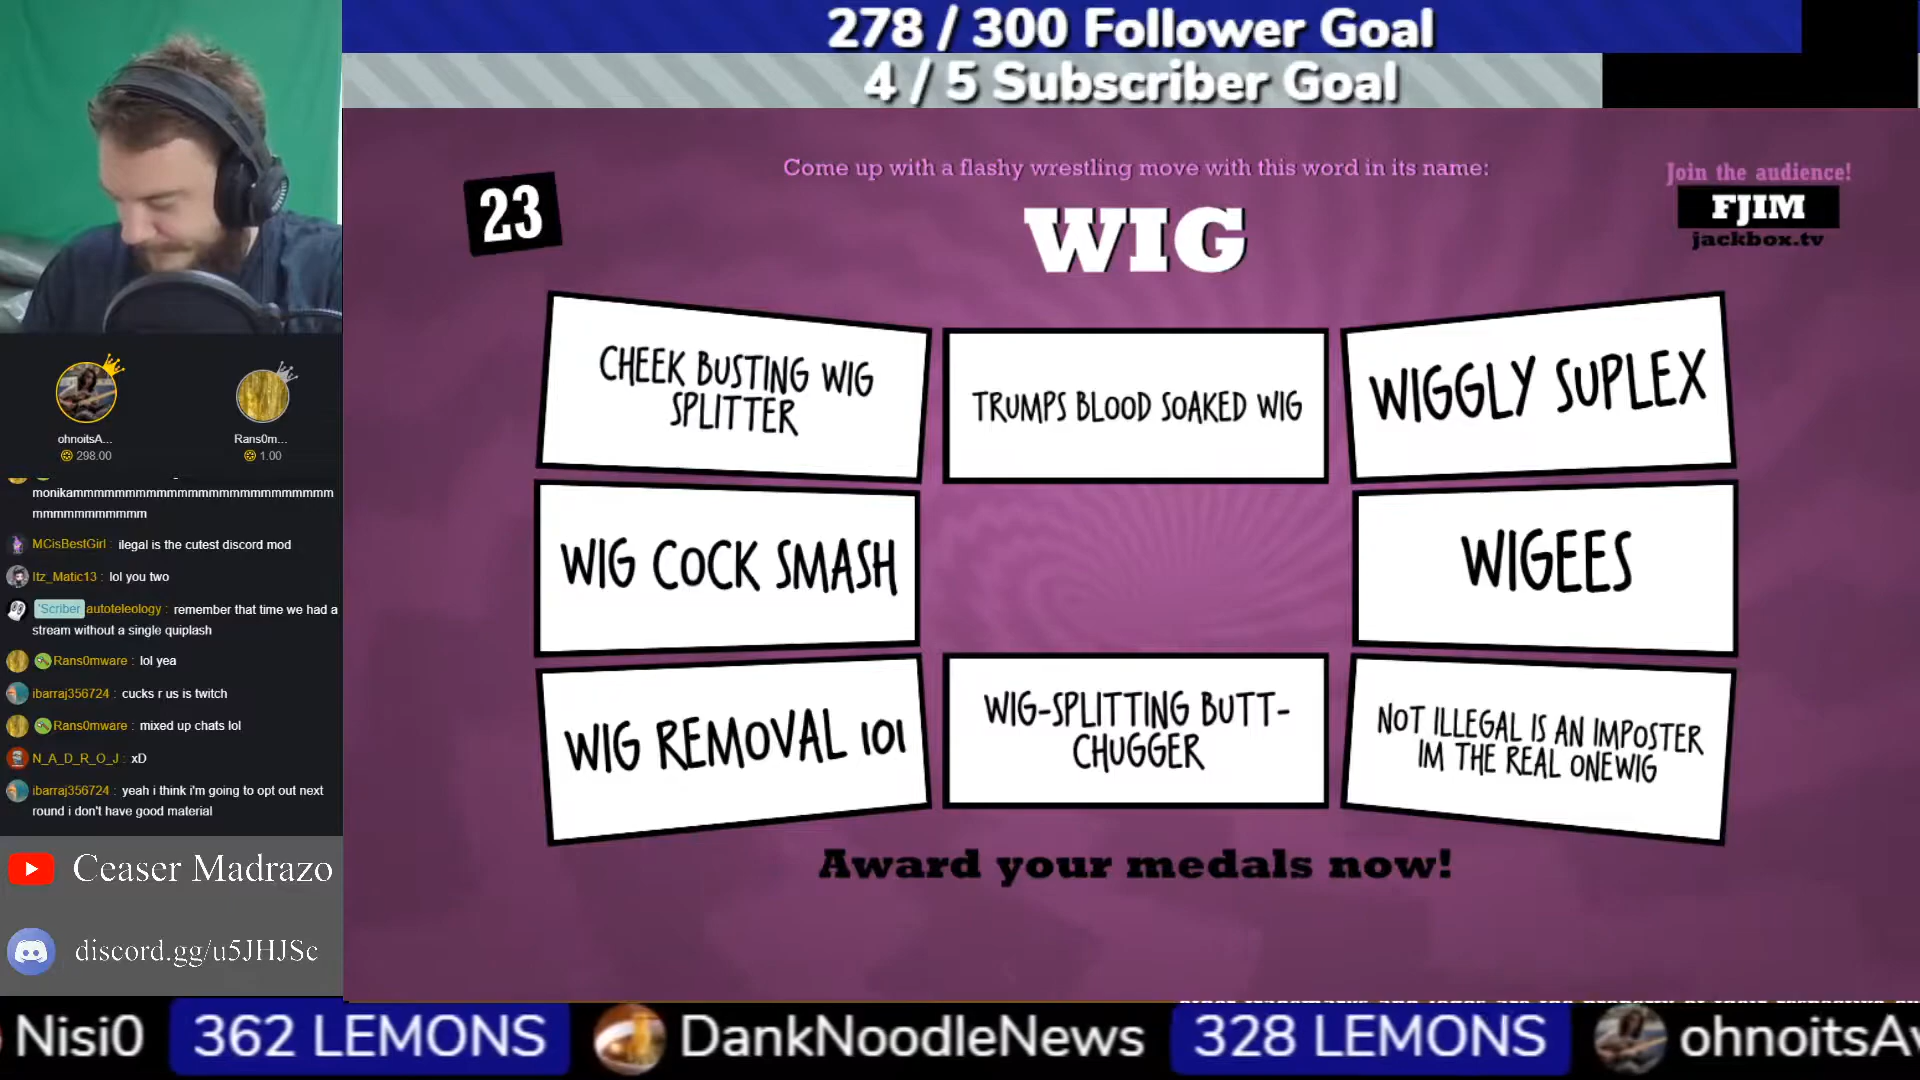 278 / 300 Follower Goal
4 / 5 Subscriber Goal
23
Come up with a flashy wrestling move with this word in its name:
WIG
Join the audience!
FJIM
jackbox.tv
CHEEK BUSTING WIG
SPLITTER
TRUMPS BLOOD SOAKED WIG
WIGGLY SUPLEX
WIG COCK SMASH
WIGEES
WIG REMOVAL 101
WIG-SPLITTING BUTT-
CHUGGER
NOT ILLEGAL IS AN IMPOSTER
IM THE REAL ONEWIG
Award your medals now!
ohnoitsA...
298.00
Rans0m...
1.00
monikammmmmmmmmmmmmmmmmmmmmmmmm
mmmmmmmmmmm
MCisBestGirl : ilegal is the cutest discord mod
Itz_Matic13 : lol you two
'Scriber autoteleology : remember that time we had a
stream without a single quiplash
Rans0mware : lol yea
ibarraj356724 : cucks r us is twitch
Rans0mware : mixed up chats lol
N_A_D_R_O_J : xD
ibarraj356724 : yeah i think i'm going to opt out next
round i don't have good material
Ceaser Madrazo
discord.gg/u5JHJSc
Nisi0 362 LEMONS DankNoodleNews 328 LEMONS ohnoitsAv